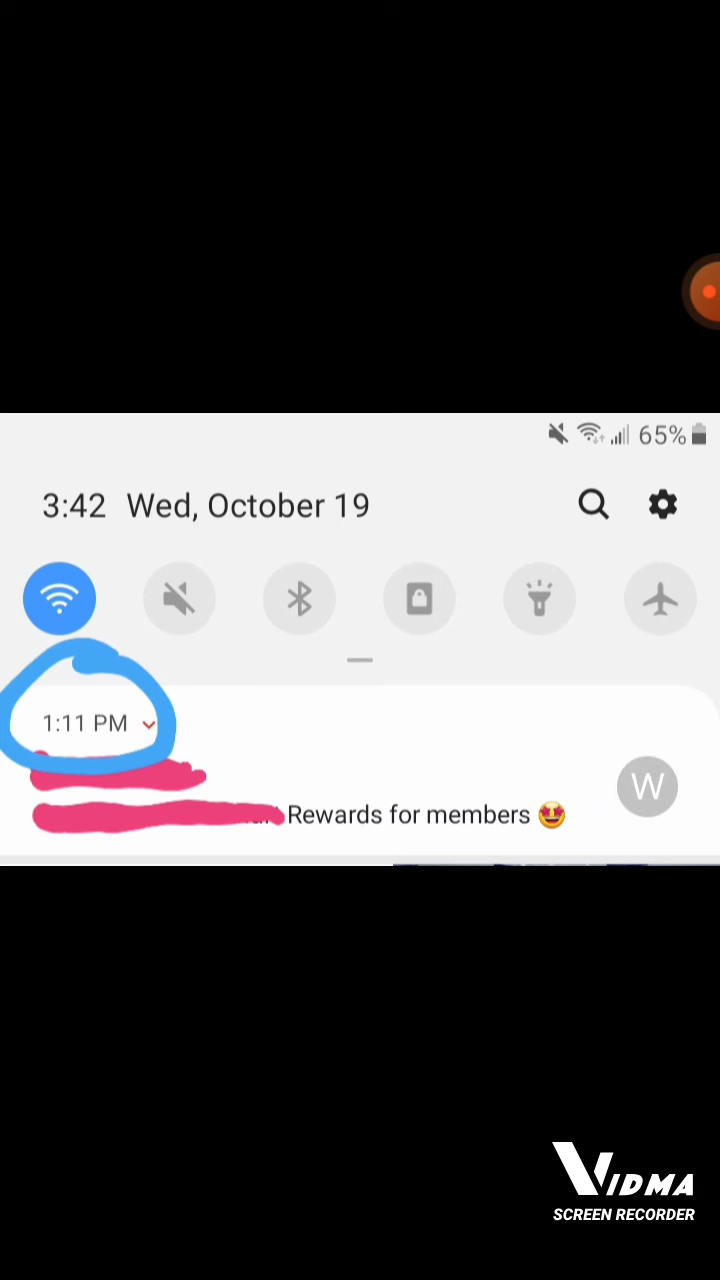 65%
3:42 Wed, October 19
1:11 PM
W
Rewards for members 🤩
VIDMA
SCREEN RECORDER